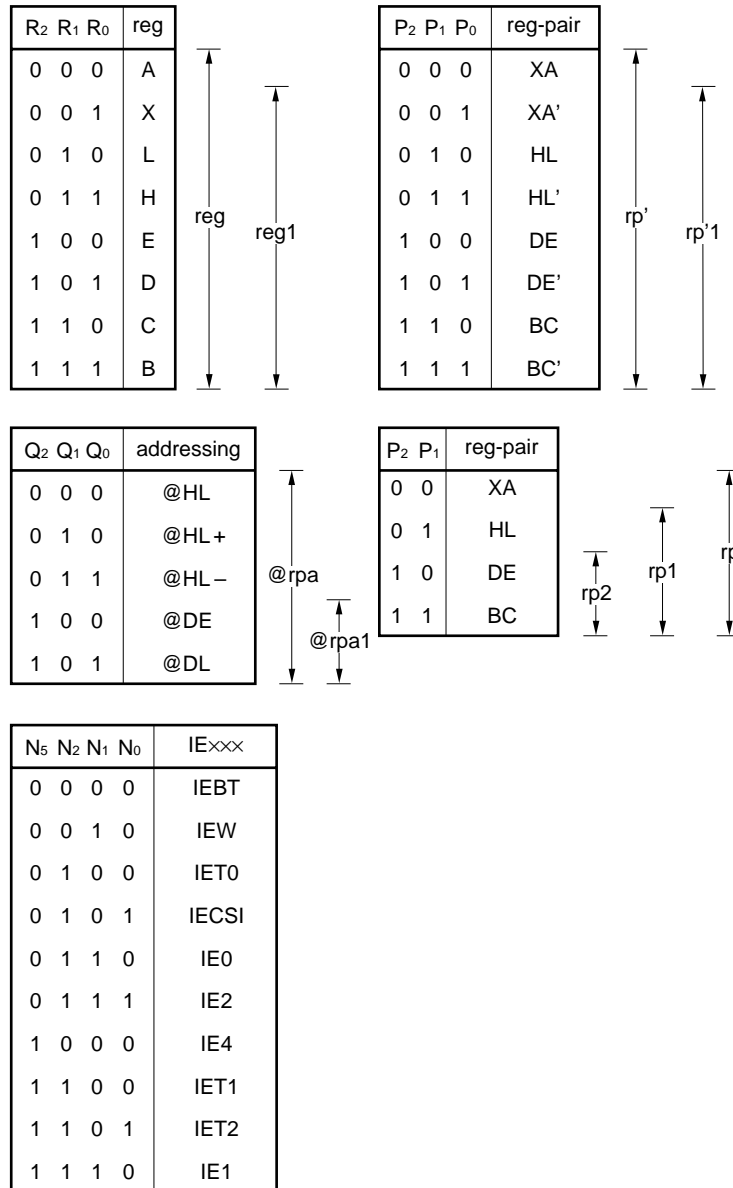 R2 R1 R0 reg
0 0 0 A
0 0 1 X
0 1 0 L
0 1 1 H
1 0 0 E
1 0 1 D
1 1 0 C
1 1 1 B
reg
reg1
P2 P1 P0 reg-pair
0 0 0 XA
0 0 1 XA’
0 1 0 HL
0 1 1 HL’
1 0 0 DE
1 0 1 DE’
1 1 0 BC
1 1 1 BC’
rp’
rp’1
Q2 Q1 Q0 addressing
0 0 0 @HL
0 1 0 @HL+
0 1 1 @HL–
1 0 0 @DE
1 0 1 @DL
@rpa
@rpa1
P2 P1 reg-pair
0 0 XA
0 1 HL
1 0 DE
1 1 BC
rp2
rp1
rp
N5 N2 N1 N0 IE×××
0 0 0 0 IEBT
0 0 1 0 IEW
0 1 0 0 IET0
0 1 0 1 IECSI
0 1 1 0 IE0
0 1 1 1 IE2
1 0 0 0 IE4
1 1 0 0 IET1
1 1 0 1 IET2
1 1 1 0 IE1